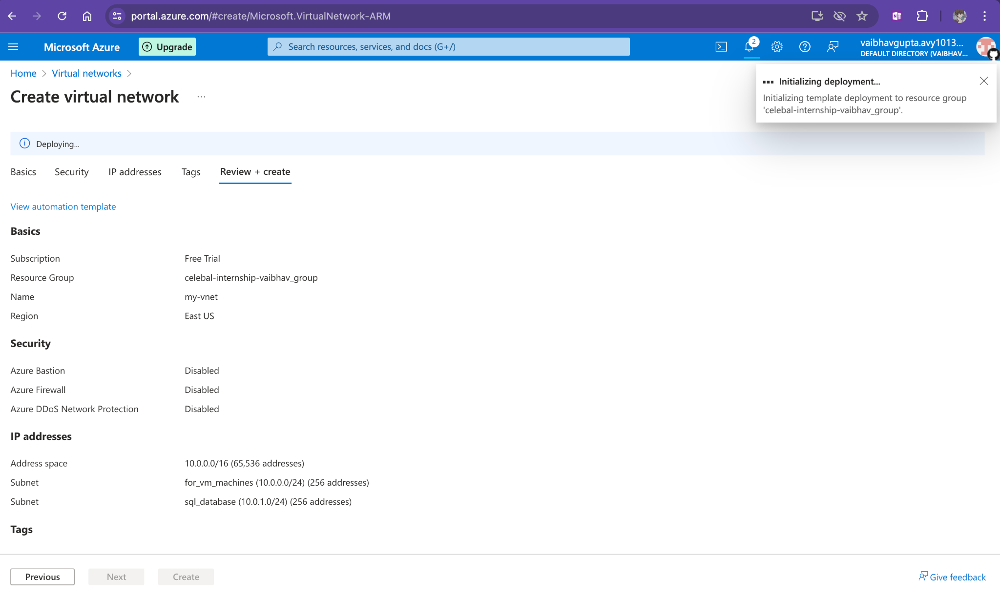 portal.azure.com/#create/Microsoft.VirtualNetwork-ARM
Microsoft Azure
Upgrade
Search resources, services, and docs (G+/)
2
vaibhavgupta.avy1013...
DEFAULT DIRECTORY (VAIBHAV...
Home > Virtual networks >
Create virtual network ...
Initializing deployment...
Initializing template deployment to resource group
'celebal-internship-vaibhav_group'.
Deploying...
Basics Security IP addresses Tags Review + create
View automation template
Basics
Subscription Free Trial
Resource Group celebal-internship-vaibhav_group
Name my-vnet
Region East US
Security
Azure Bastion Disabled
Azure Firewall Disabled
Azure DDoS Network Protection Disabled
IP addresses
Address space 10.0.0.0/16 (65,536 addresses)
Subnet for_vm_machines (10.0.0.0/24) (256 addresses)
Subnet sql_database (10.0.1.0/24) (256 addresses)
Tags
Previous Next Create Give feedback